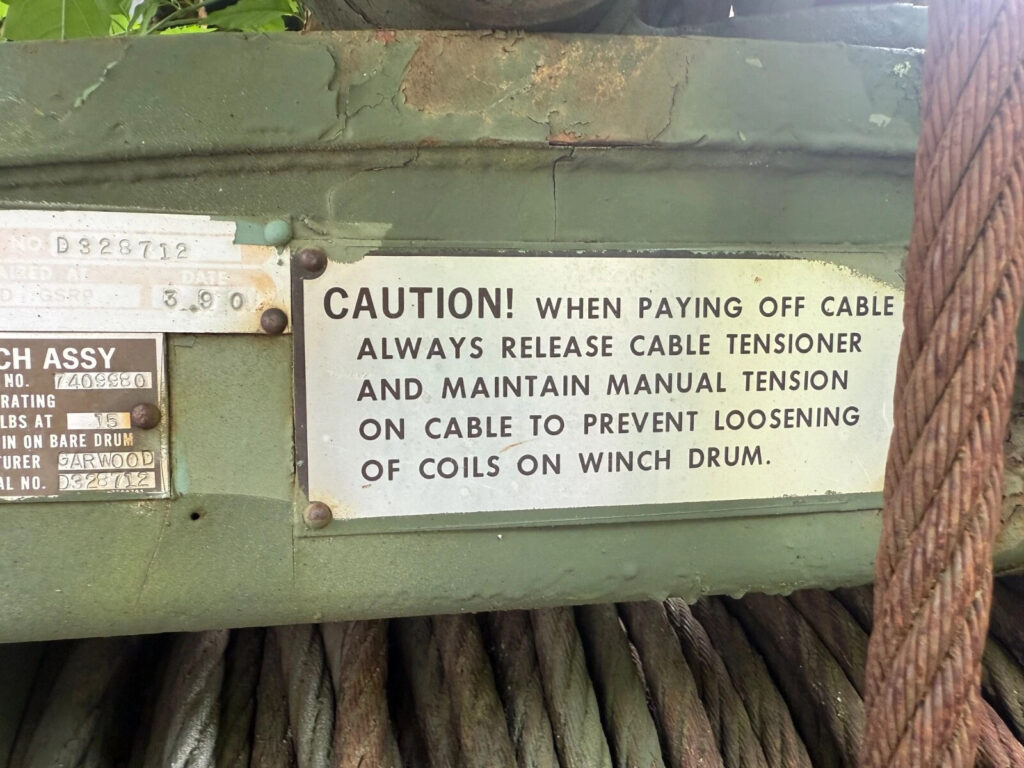 NO. D328712
DATE
3.90
CH ASSY
NO. 7409980
RATING
LBS AT 15
IN ON BARE DRUM
TURER GARWOOD
AL NO. D328712
CAUTION! WHEN PAYING OFF CABLE
ALWAYS RELEASE CABLE TENSIONER
AND MAINTAIN MANUAL TENSION
ON CABLE TO PREVENT LOOSENING
OF COILS ON WINCH DRUM.